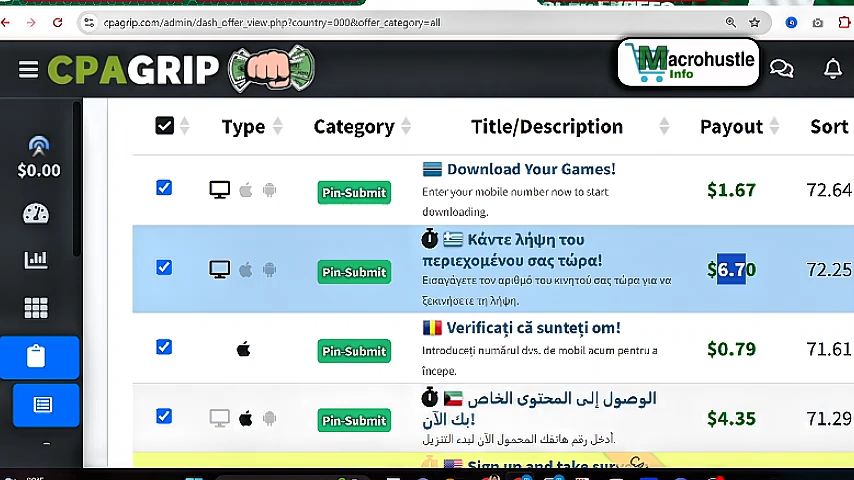 cpagrip.com/admin/dash_offer_view.php?country=000&offer_category=all
CPAGRIP
Macrohustle
Info
$0.00
Type Category Title/Description Payout Sort
Pin-Submit
Download Your Games!
Enter your mobile number now to start
downloading.
$1.67 72.64
Pin-Submit
Κάντε λήψη του
περιεχομένου σας τώρα!
Εισαγάγετε τον αριθμό του κινητού σας τώρα για να
ξεκινήσετε τη λήψη.
$6.70 72.25
Pin-Submit
Verificați că sunteți om!
Introduceți numărul dvs. de mobil acum pentru a
începe.
$0.79 71.61
Pin-Submit
الوصول إلى المحتوى الخاص
بك الآن!
أدخل رقم هاتفك المحمول الآن لبدء التنزيل.
$4.35 71.29
Sign up and take